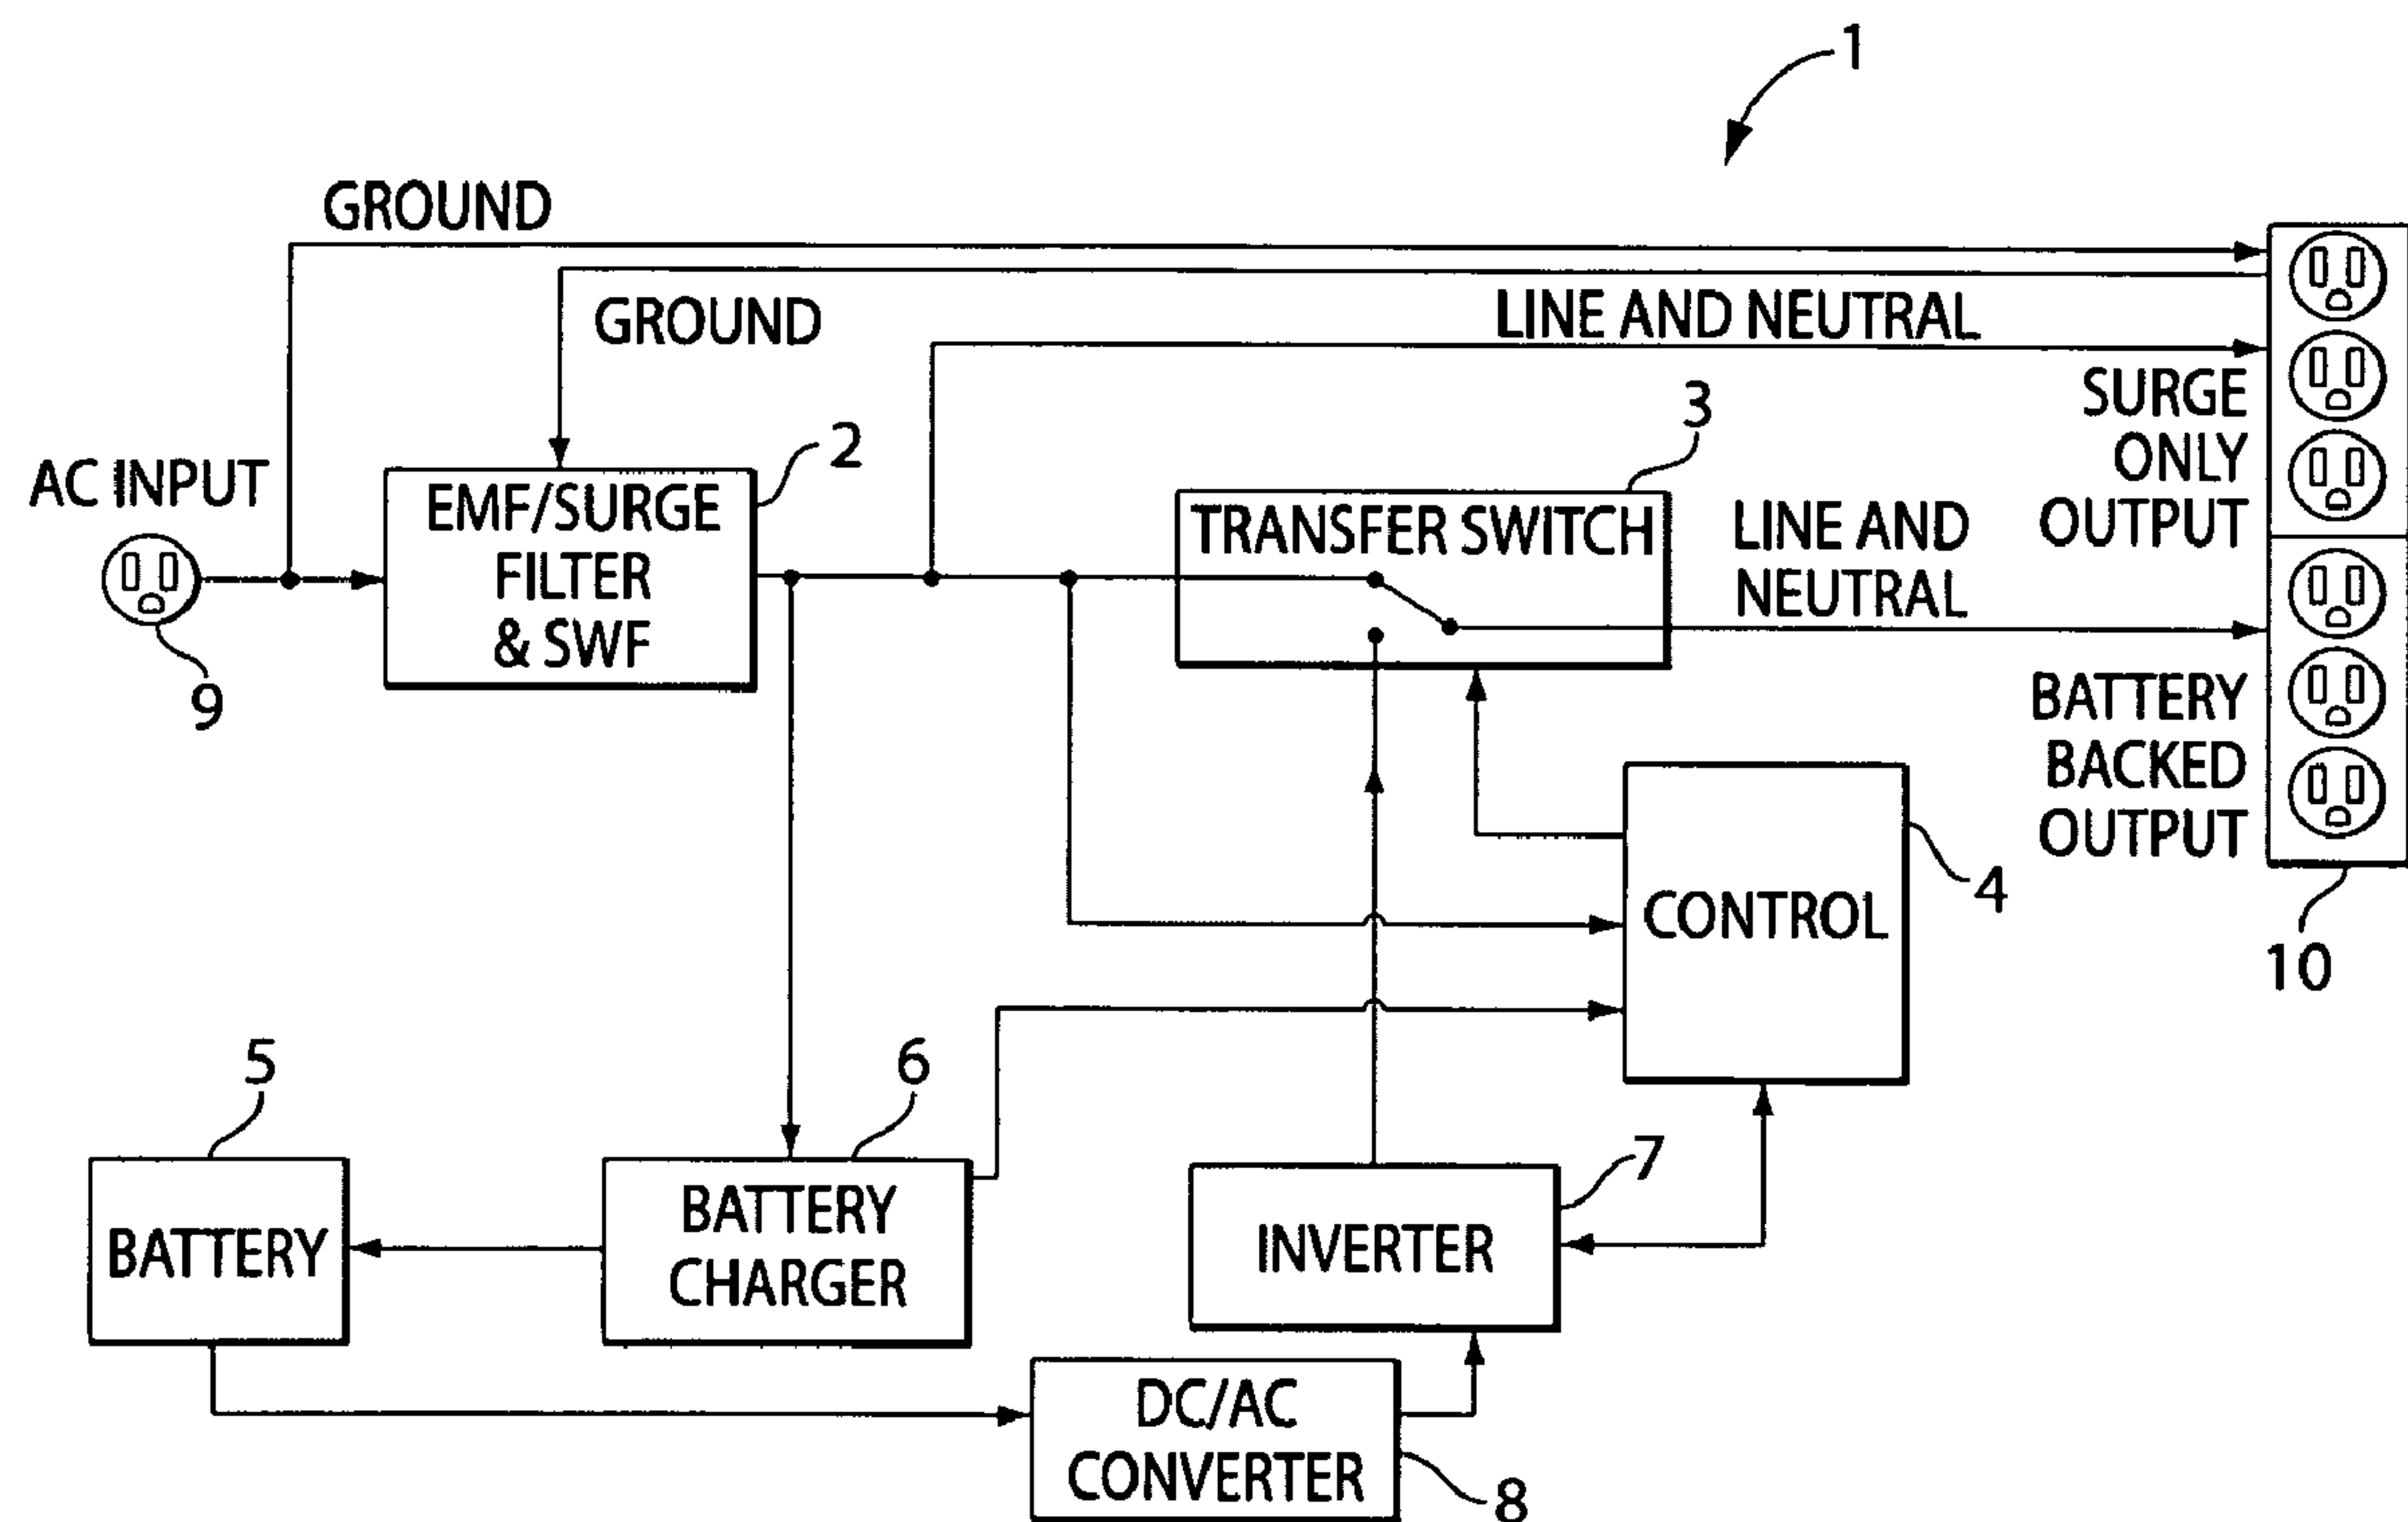 1
GROUND
GROUND
LINE AND NEUTRAL
SURGE
ONLY
OUTPUT
AC INPUT
9
2
EMF/SURGE
FILTER
& SWF
3
TRANSFER SWITCH
LINE AND
NEUTRAL
BATTERY
BACKED
OUTPUT
10
CONTROL
4
5
BATTERY
6
BATTERY
CHARGER
7
INVERTER
DC/AC
CONVERTER
8